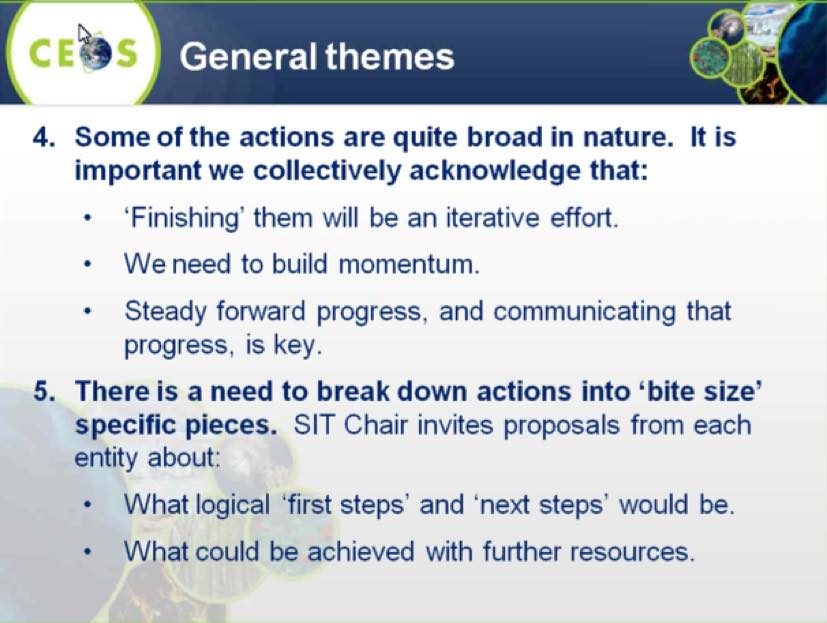 CEOS
General themes
4. Some of the actions are quite broad in nature. It is
important we collectively acknowledge that:
• ‘Finishing’ them will be an iterative effort.
• We need to build momentum.
• Steady forward progress, and communicating that
progress, is key.
5. There is a need to break down actions into ‘bite size’
specific pieces. SIT Chair invites proposals from each
entity about:
• What logical ‘first steps’ and ‘next steps’ would be.
• What could be achieved with further resources.